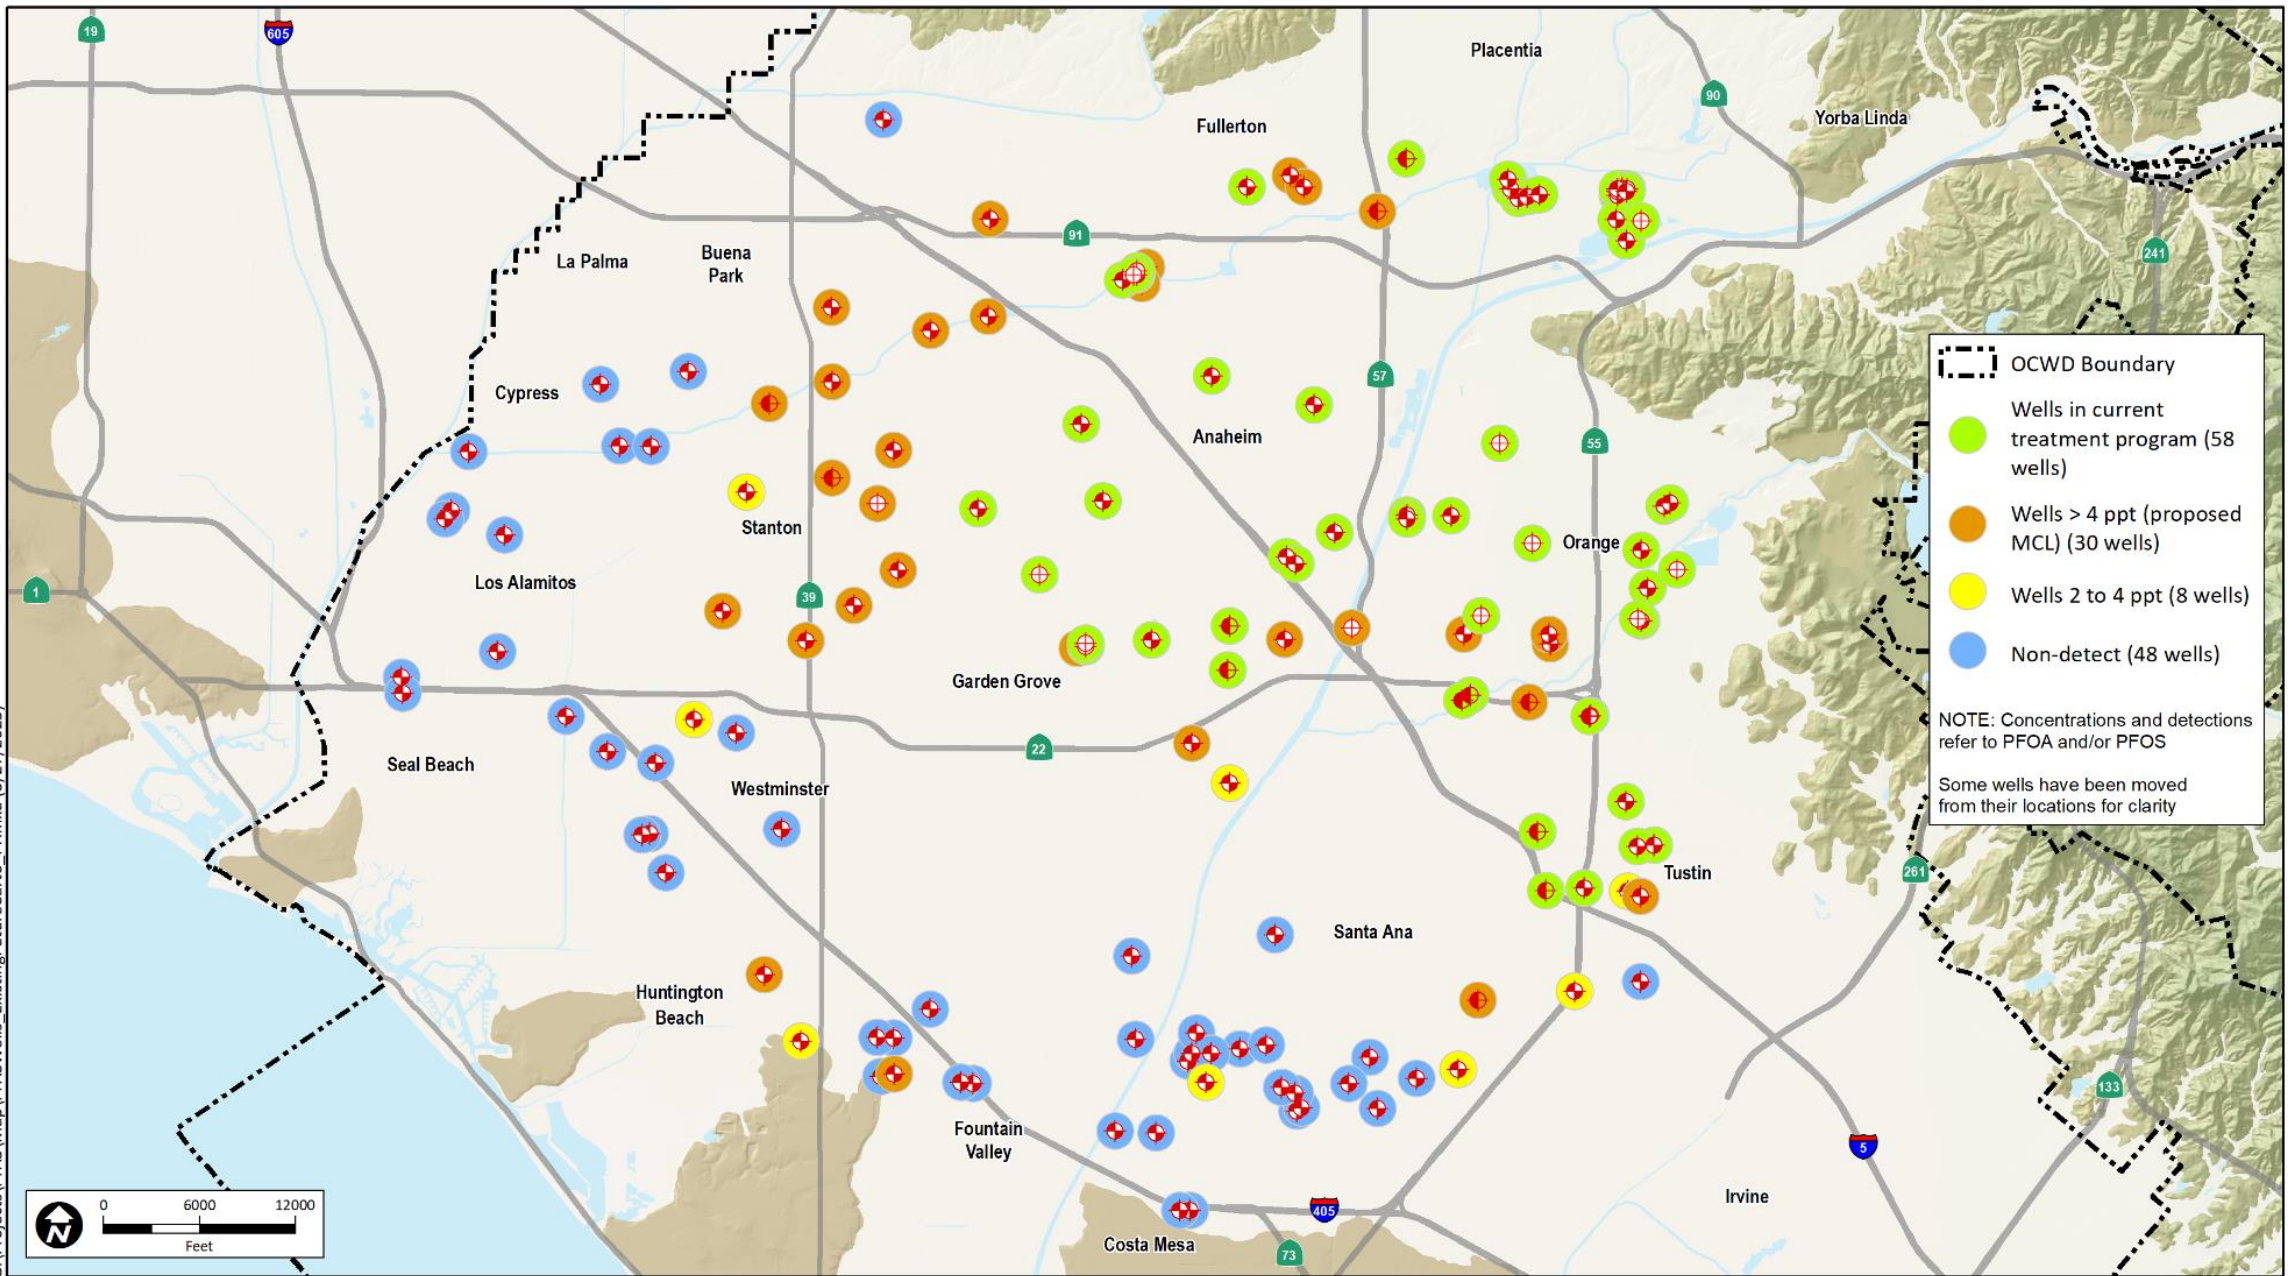 19
605
Placentia
90
Yorba Linda
Fullerton
91
241
La Palma
Buena
Park
Cypress
57
Anaheim
55
Stanton
Orange
Los Alamitos
1
39
Garden Grove
22
Seal Beach
Westminster
Tustin
261
Santa Ana
Huntington
Beach
133
Fountain
Valley
5
Irvine
405
Costa Mesa
73
OCWD Boundary
Wells in current
treatment program (58
wells)
Wells > 4 ppt (proposed
MCL) (30 wells)
Wells 2 to 4 ppt (8 wells)
Non-detect (48 wells)
NOTE: Concentrations and detections
refer to PFOA and/or PFOS
Some wells have been moved
from their locations for clarity
N
0 6000 12000
Feet